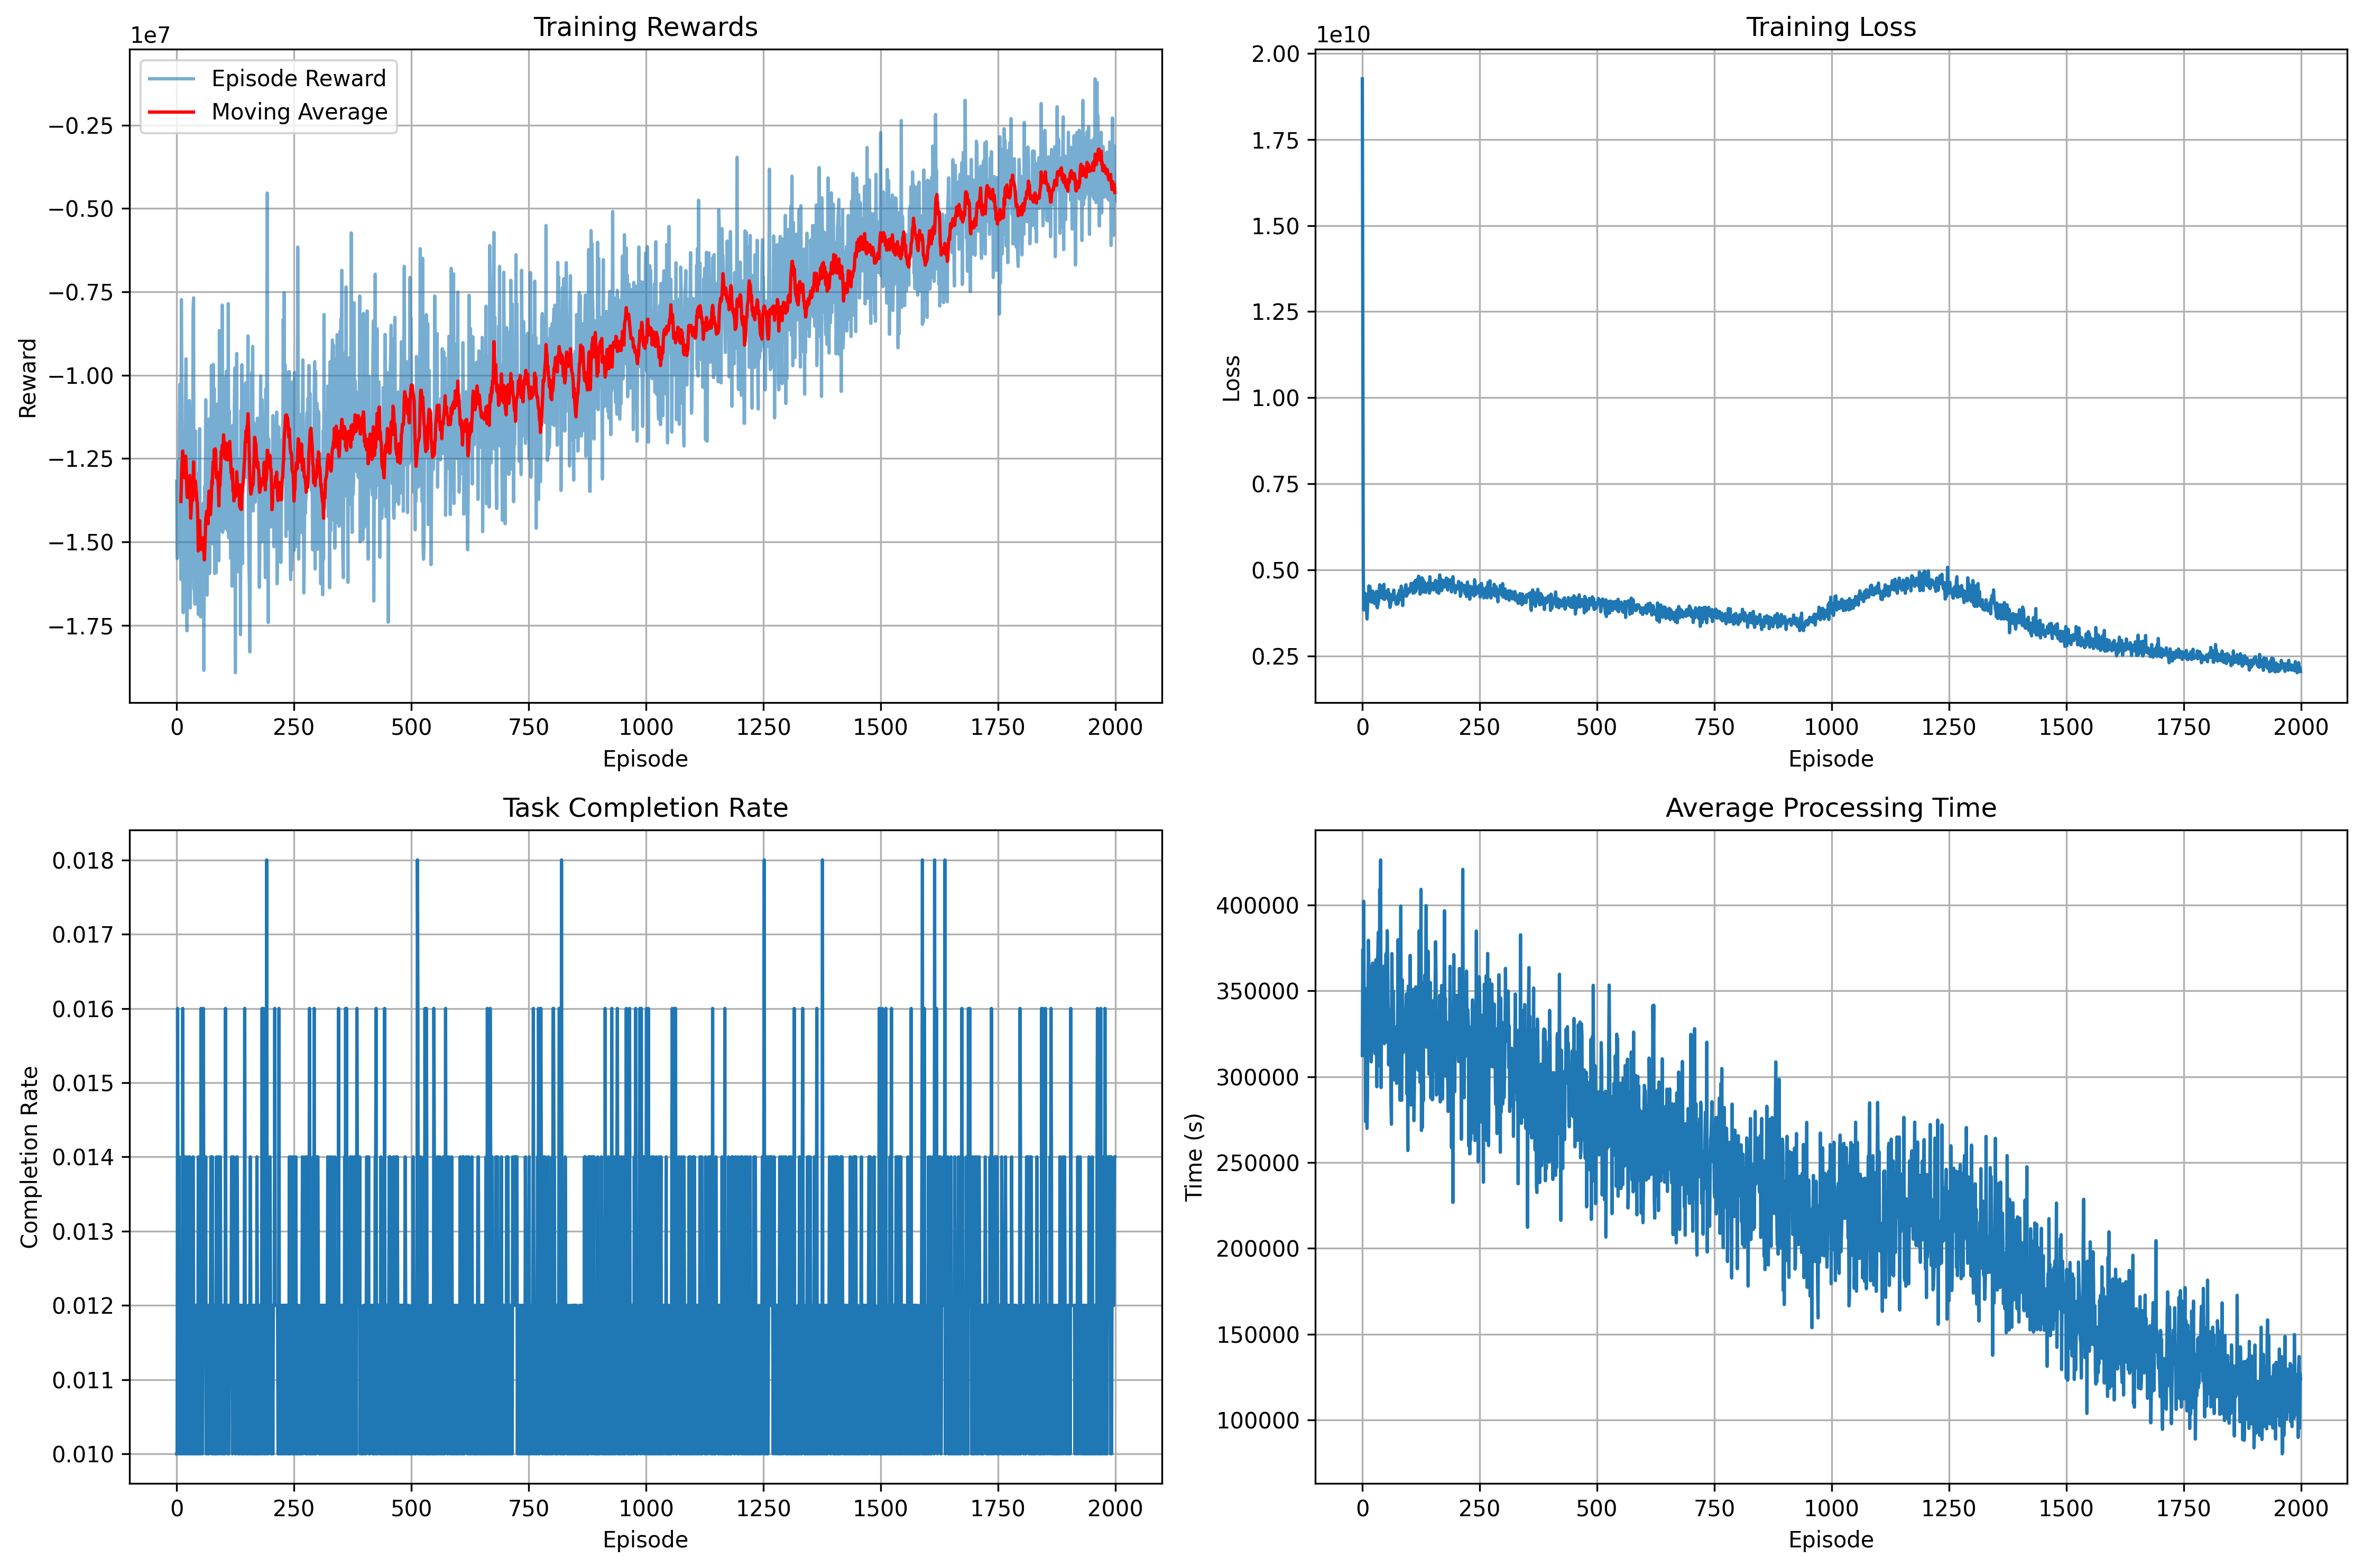 Training Rewards
1e7
Episode Reward
Moving Average
−0.25
−0.50
−0.75
−1.00
−1.25
−1.50
−1.75
Reward
0 250 500 750 1000 1250 1500 1750 2000
Episode
Training Loss
1e10
2.00
1.75
1.50
1.25
1.00
0.75
0.50
0.25
Loss
0 250 500 750 1000 1250 1500 1750 2000
Episode
Task Completion Rate
0.018
0.017
0.016
0.015
0.014
0.013
0.012
0.011
0.010
Completion Rate
0 250 500 750 1000 1250 1500 1750 2000
Episode
Average Processing Time
400000
350000
300000
250000
200000
150000
100000
Time (s)
0 250 500 750 1000 1250 1500 1750 2000
Episode